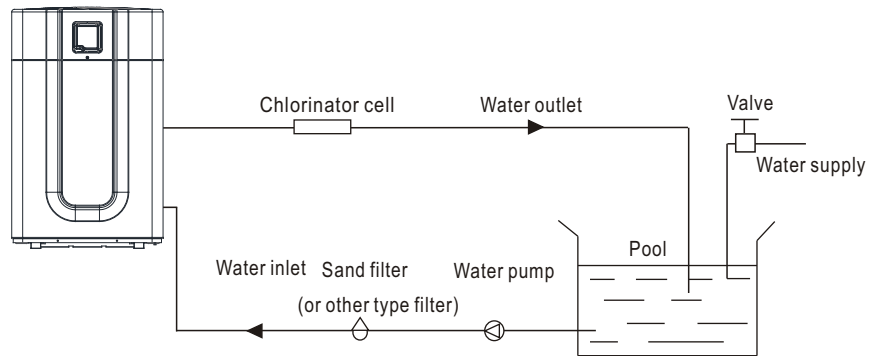 Chlorinator cell
Water outlet
Valve
Water supply
Pool
Water inlet
Sand filter
(or other type filter)
Water pump